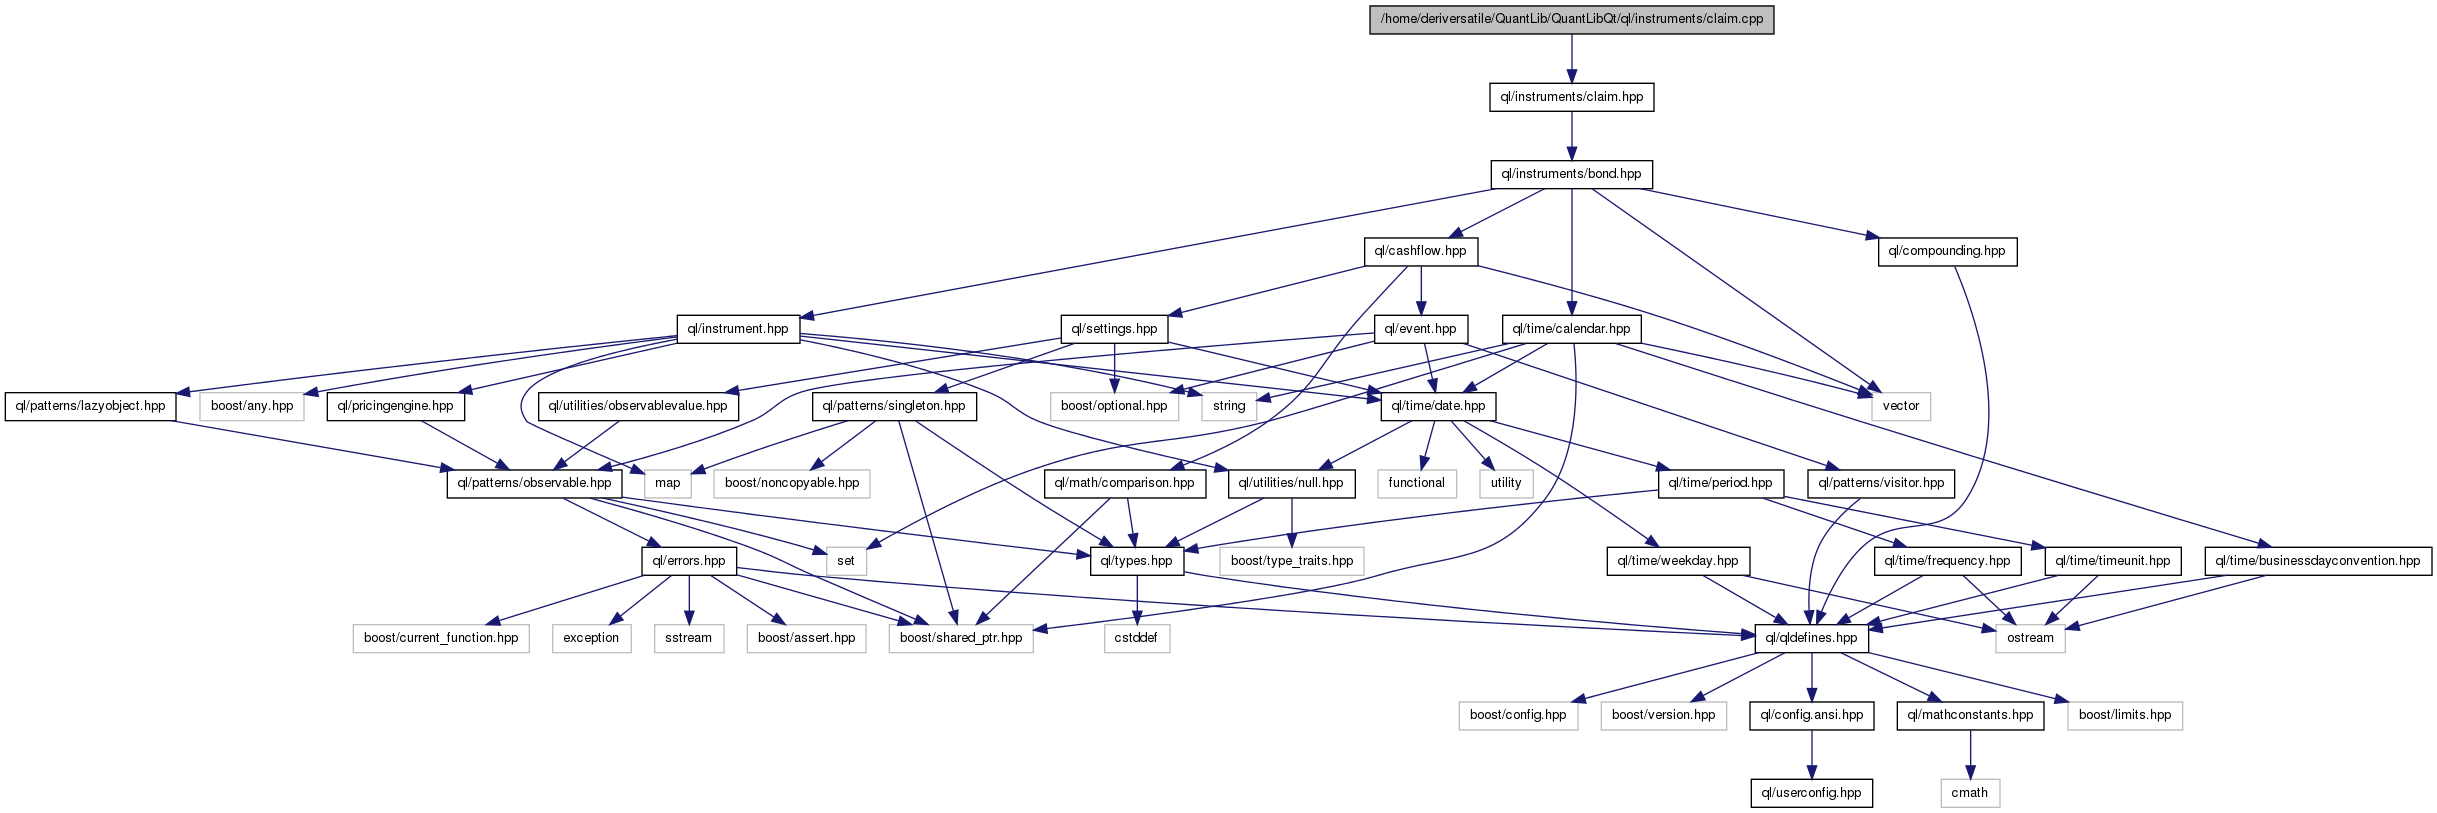 /home/deriversatile/QuantLib/QuantLibQt/ql/instruments/claim.cpp
ql/instruments/claim.hpp
ql/instruments/bond.hpp
ql/cashflow.hpp
ql/compounding.hpp
ql/instrument.hpp
ql/settings.hpp
ql/event.hpp
ql/time/calendar.hpp
ql/patterns/lazyobject.hpp
boost/any.hpp
ql/pricingengine.hpp
ql/utilities/observablevalue.hpp
ql/patterns/singleton.hpp
boost/optional.hpp
string
ql/time/date.hpp
vector
ql/patterns/observable.hpp
map
boost/noncopyable.hpp
ql/math/comparison.hpp
ql/utilities/null.hpp
functional
utility
ql/time/period.hpp
ql/patterns/visitor.hpp
ql/errors.hpp
set
ql/types.hpp
boost/type_traits.hpp
ql/time/weekday.hpp
ql/time/frequency.hpp
ql/time/timeunit.hpp
ql/time/businessdayconvention.hpp
boost/current_function.hpp
exception
sstream
boost/assert.hpp
boost/shared_ptr.hpp
cstddef
ql/qldefines.hpp
ostream
boost/config.hpp
boost/version.hpp
ql/config.ansi.hpp
ql/mathconstants.hpp
boost/limits.hpp
ql/userconfig.hpp
cmath